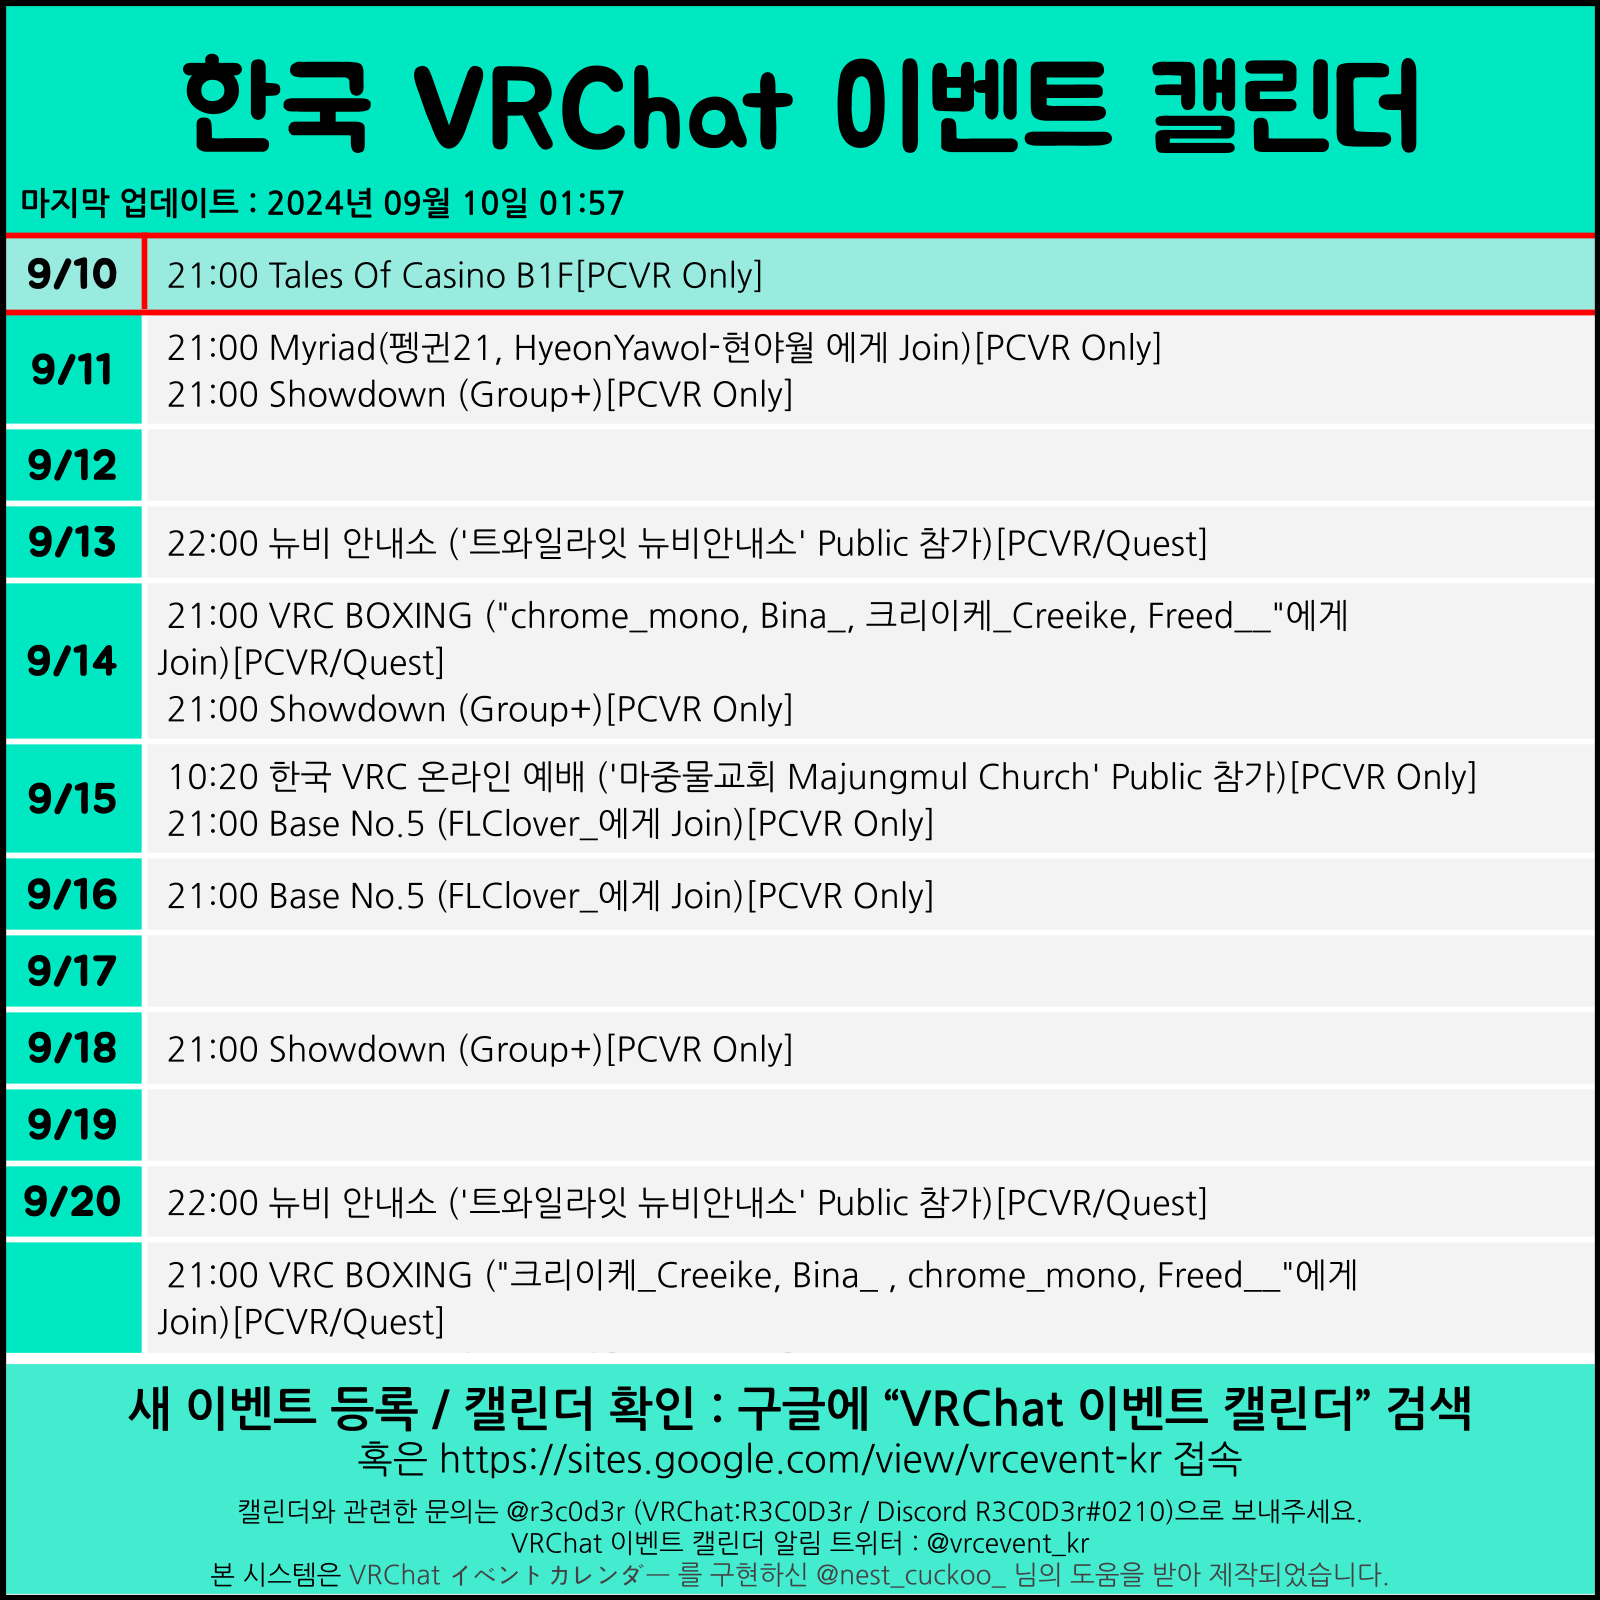 한국 VRChat 이벤트 캘린더
마지막 업데이트 : 2024년 09월 10일 01:57
9/10 21:00 Tales Of Casino B1F[PCVR Only]
9/11 21:00 Myriad(펭귄21, HyeonYawol-현야월 에게 Join)[PCVR Only]
21:00 Showdown (Group+)[PCVR Only]
9/12
9/13 22:00 뉴비 안내소 ('트와일라잇 뉴비안내소' Public 참가)[PCVR/Quest]
9/14 21:00 VRC BOXING ("chrome_mono, Bina_, 크리이케_Creeike, Freed__"에게
Join)[PCVR/Quest]
21:00 Showdown (Group+)[PCVR Only]
9/15 10:20 한국 VRC 온라인 예배 ('마중물교회 Majungmul Church' Public 참가)[PCVR Only]
21:00 Base No.5 (FLClover_에게 Join)[PCVR Only]
9/16 21:00 Base No.5 (FLClover_에게 Join)[PCVR Only]
9/17
9/18 21:00 Showdown (Group+)[PCVR Only]
9/19
9/20 22:00 뉴비 안내소 ('트와일라잇 뉴비안내소' Public 참가)[PCVR/Quest]
21:00 VRC BOXING ("크리이케_Creeike, Bina_ , chrome_mono, Freed__"에게
Join)[PCVR/Quest]
새 이벤트 등록 / 캘린더 확인 : 구글에 “VRChat 이벤트 캘린더” 검색
혹은 https://sites.google.com/view/vrcevent-kr 접속
캘린더와 관련한 문의는 @r3c0d3r (VRChat:R3C0D3r / Discord R3C0D3r#0210)으로 보내주세요.
VRChat 이벤트 캘린더 알림 트위터 : @vrcevent_kr
본 시스템은 VRChat イベントカレンダー 를 구현하신 @nest_cuckoo_ 님의 도움을 받아 제작되었습니다.